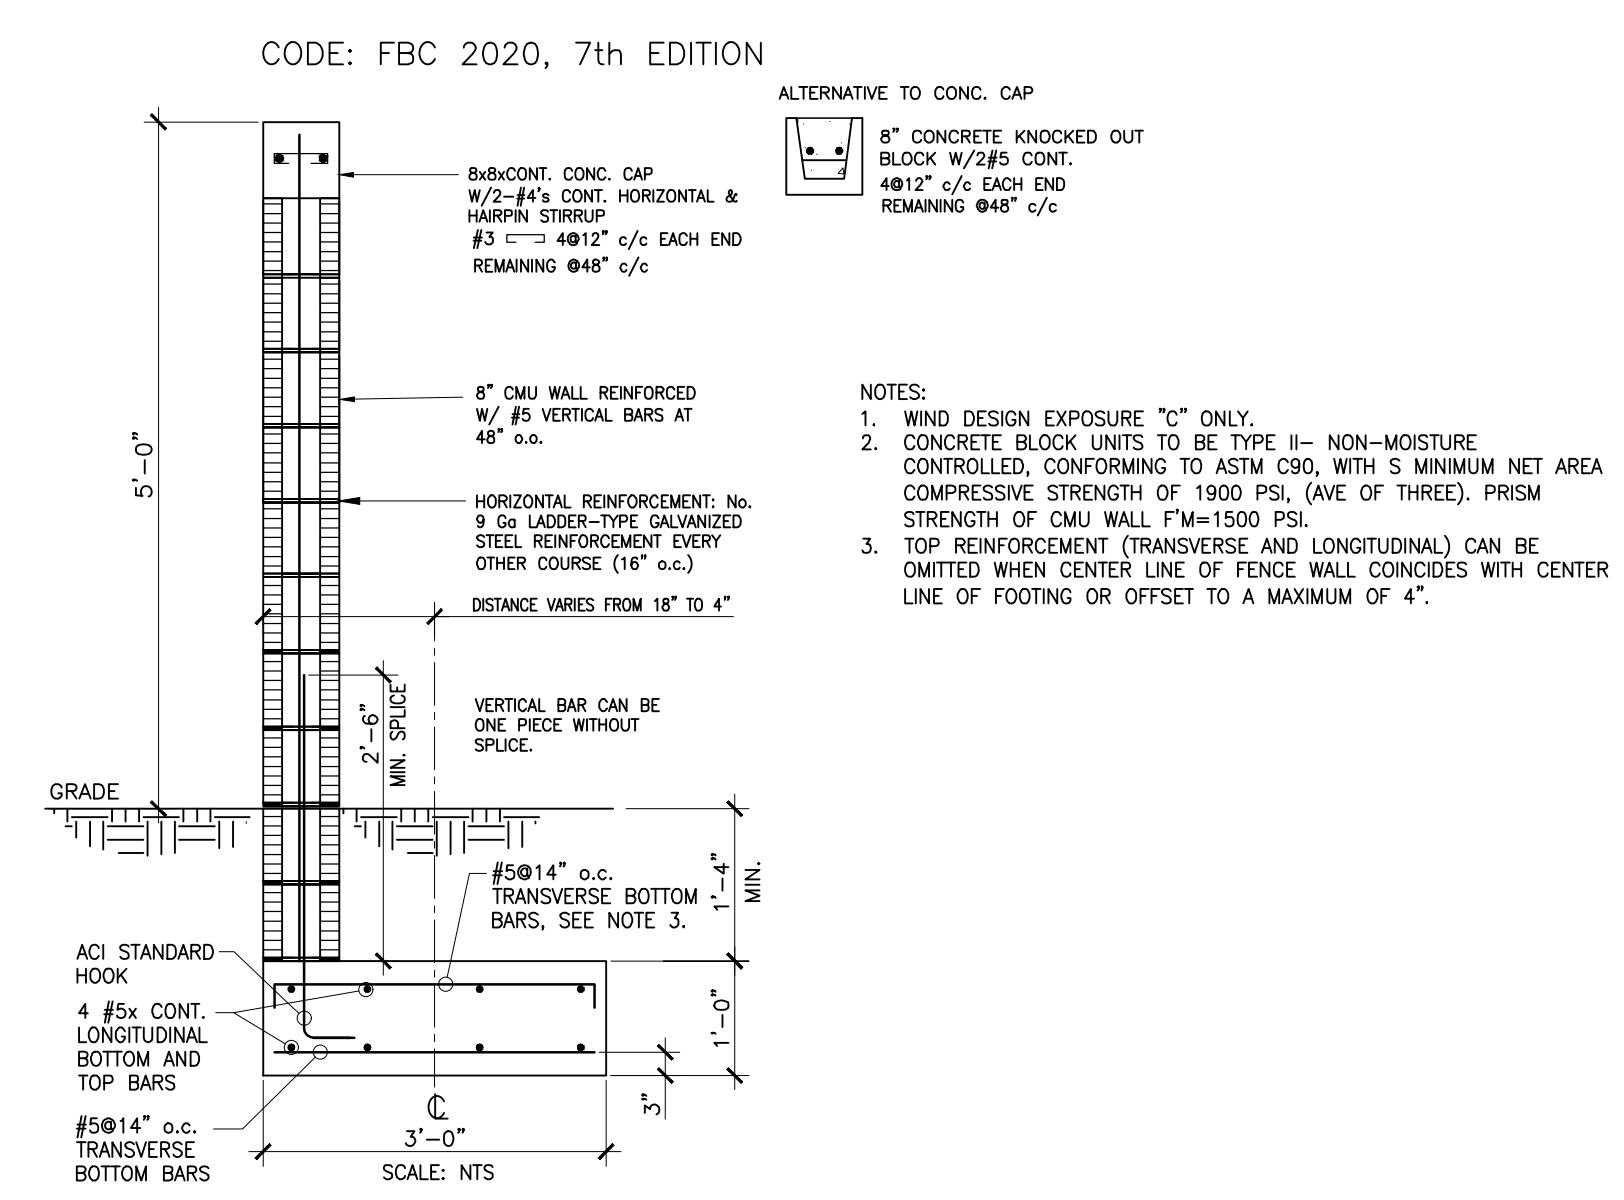 CODE: FBC 2020, 7th EDITION
ALTERNATIVE TO CONC. CAP
8" CONCRETE KNOCKED OUT
BLOCK W/2#5 CONT.
4@12" c/c EACH END
REMAINING @48" c/c
4
8x8xCONT. CONC. CAP
W/2-#4's CONT. HORIZONTAL &
HAIRPIN STIRRUP
#3 4@12" c/c EACH END
REMAINING @48" c/c
8" CMU WALL REINFORCED
W/ #5 VERTICAL BARS AT
48" o.o.
HORIZONTAL REINFORCEMENT: No.
9 Ga LADDER-TYPE GALVANIZED
STEEL REINFORCEMENT EVERY
OTHER COURSE (16" o.c.)
DISTANCE VARIES FROM 18" TO 4"
5'-0"
NOTES:
1. WIND DESIGN EXPOSURE "C" ONLY.
2. CONCRETE BLOCK UNITS TO BE TYPE II- NON-MOISTURE
CONTROLLED, CONFORMING TO ASTM C90, WITH S MINIMUM NET AREA
COMPRESSIVE STRENGTH OF 1900 PSI, (AVE OF THREE). PRISM
STRENGTH OF CMU WALL F'M=1500 PSI.
3. TOP REINFORCEMENT (TRANSVERSE AND LONGITUDINAL) CAN BE
OMITTED WHEN CENTER LINE OF FENCE WALL COINCIDES WITH CENTER
LINE OF FOOTING OR OFFSET TO A MAXIMUM OF 4".
2'-6"
MIN. SPLICE
VERTICAL BAR CAN BE
ONE PIECE WITHOUT
SPLICE.
GRADE
#5@14" o.c.
TRANSVERSE BOTTOM
BARS, SEE NOTE 3.
1'-4"
MIN.
ACI STANDARD
HOOK
4 #5x CONT.
LONGITUDINAL
BOTTOM AND
TOP BARS
#5@14" o.c.
TRANSVERSE
BOTTOM BARS
1'-0"
3"
CL
3'-0"
SCALE: NTS